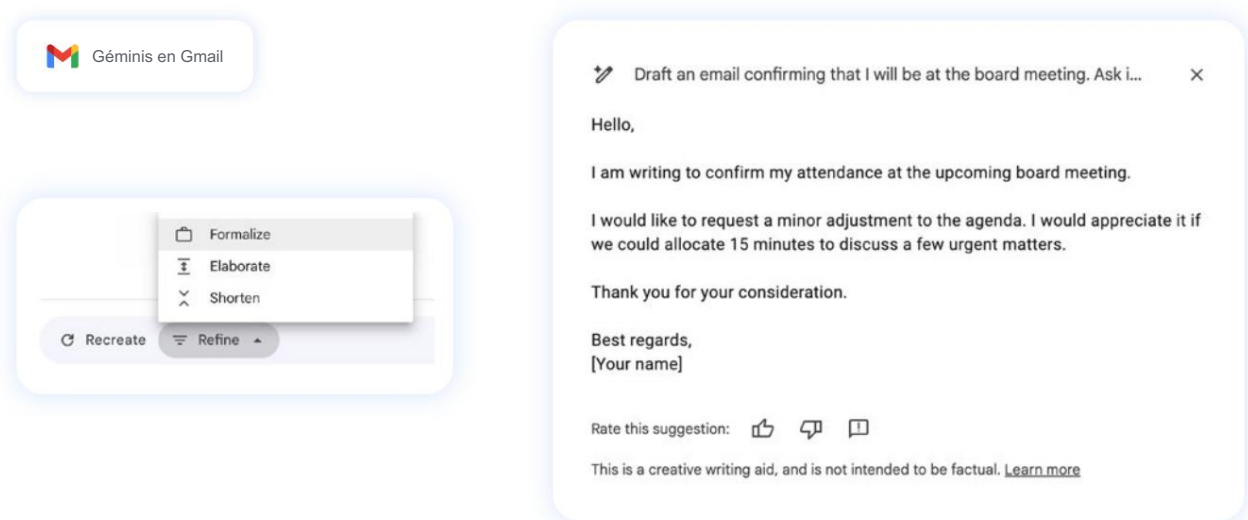 Géminis en Gmail
Formalize
Elaborate
Shorten
Recreate
Refine
Draft an email confirming that I will be at the board meeting. Ask i...
Hello,
I am writing to confirm my attendance at the upcoming board meeting.
I would like to request a minor adjustment to the agenda. I would appreciate it if
we could allocate 15 minutes to discuss a few urgent matters.
Thank you for your consideration.
Best regards,
[Your name]
Rate this suggestion:
This is a creative writing aid, and is not intended to be factual. Learn more